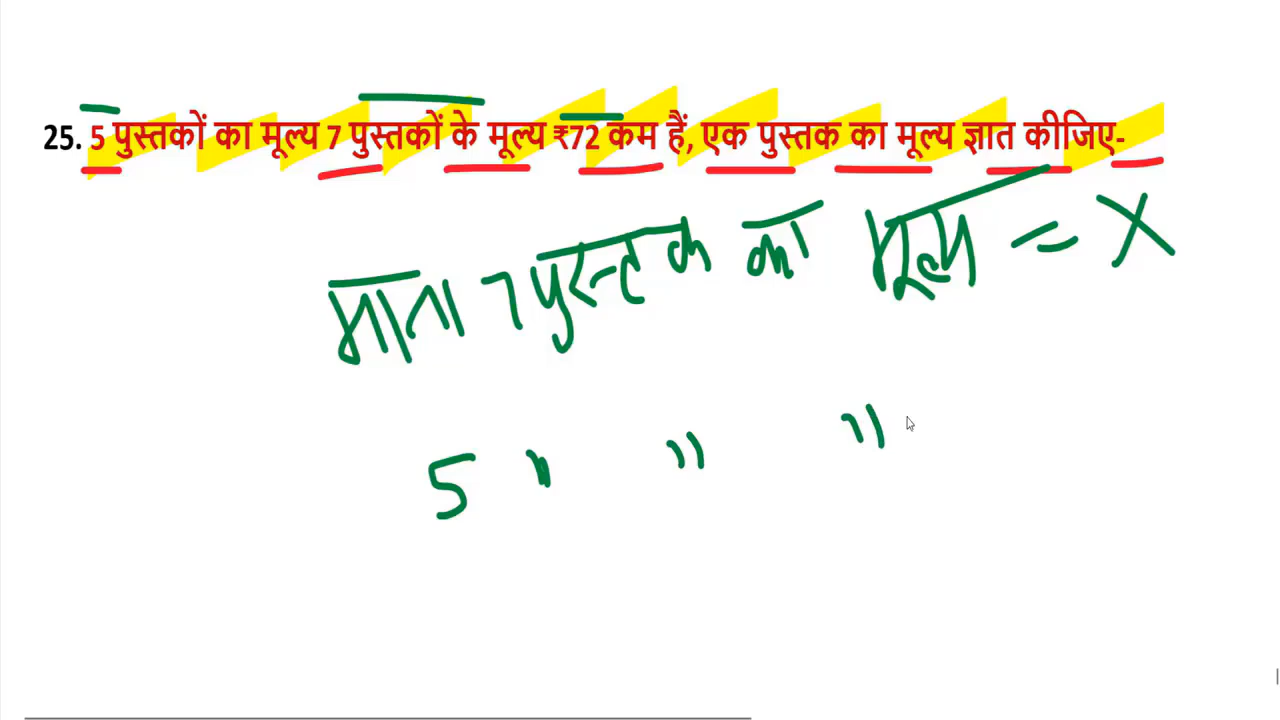 25. 5 पुस्तकों का मूल्य 7 पुस्तकों के मूल्य ₹72 कम हैं, एक पुस्तक का मूल्य ज्ञात कीजिए-
माना 7 पुस्तक का मूल्य = X
5 " " "